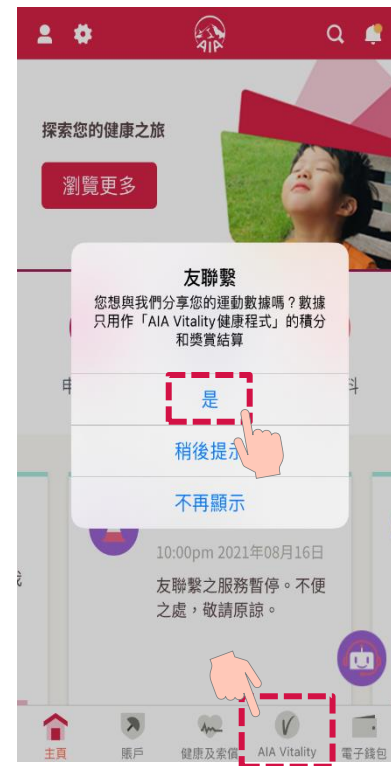 AIA
探索您的健康之旅
瀏覽更多
友聯繫
您想與我們分享您的運動數據嗎？數據
只用作「AIA Vitality健康程式」的積分
和獎賞結算
申
料
是
稍後提示
不再顯示
10:00pm 2021年08月16日
我
友聯繫之服務暫停。不便
之處，敬請原諒。
主頁
賬戶
健康及索償
AIA Vitality
電子錢包